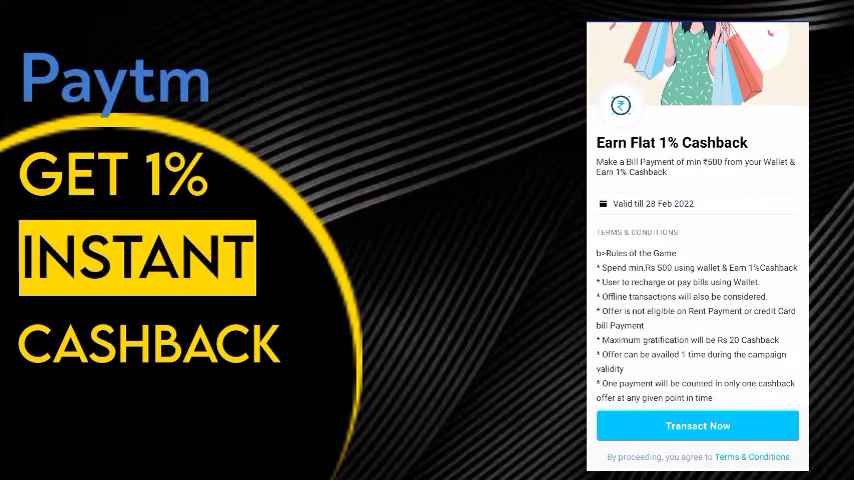 Paytm
GET 1%
INSTANT
CASHBACK
₹
Earn Flat 1% Cashback
Make a Bill Payment of min ₹500 from your Wallet &
Earn 1% Cashback
Valid till 28 Feb 2022
TERMS & CONDITIONS
b>Rules of the Game
* Spend min.Rs 500 using wallet & Earn 1%Cashback
* User to recharge or pay bills using Wallet.
* Offline transactions will also be considered.
* Offer is not eligible on Rent Payment or credit Card
bill Payment
* Maximum gratification will be Rs 20 Cashback
* Offer can be availed 1 time during the campaign
validity
* One payment will be counted in only one cashback
offer at any given point in time
Transact Now
By proceeding, you agree to Terms & Conditions